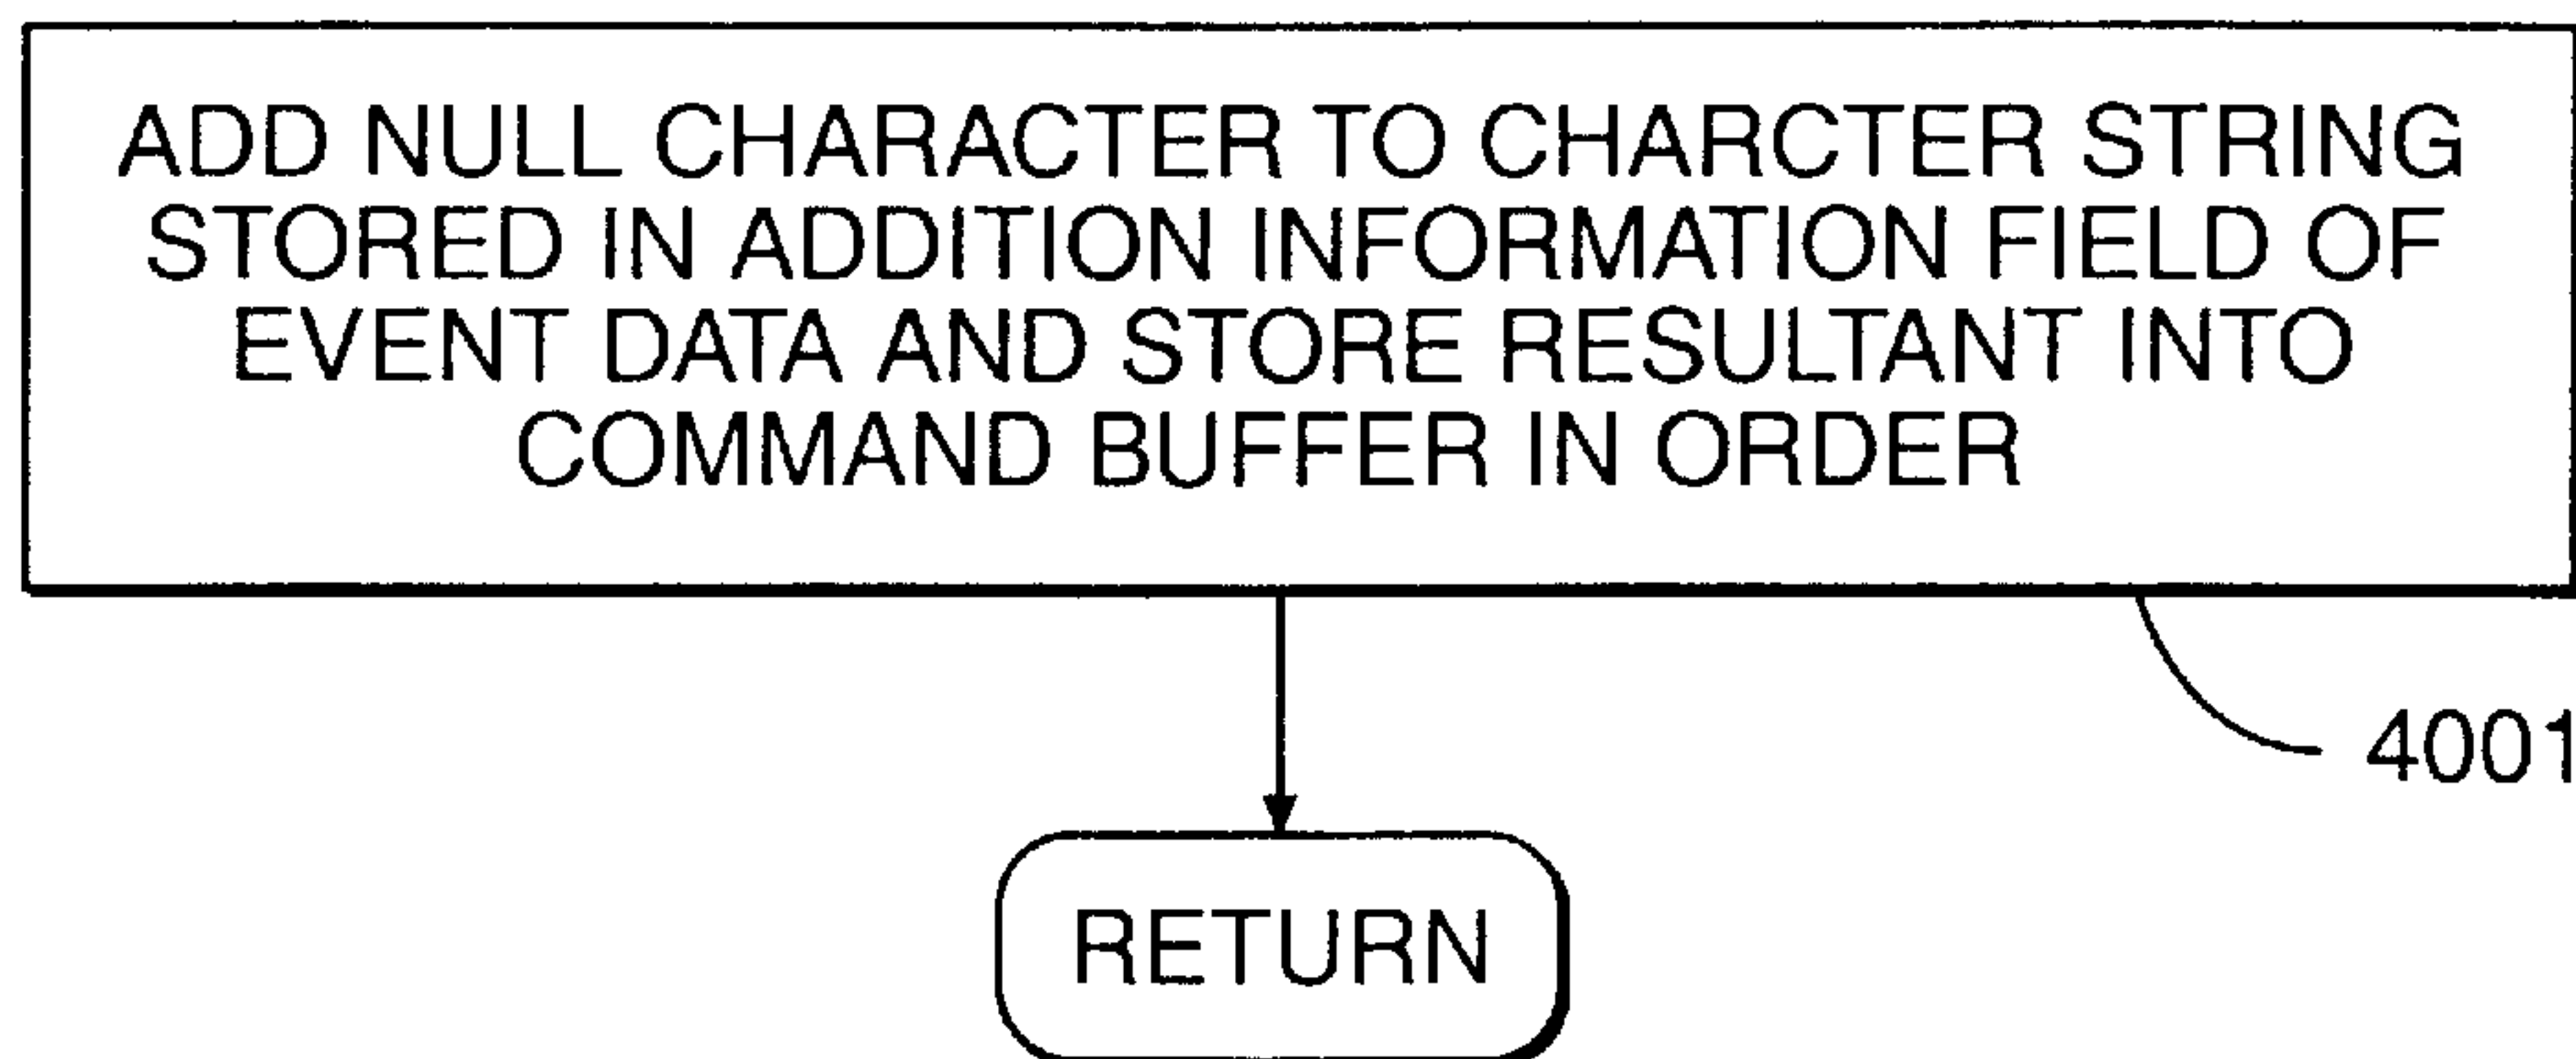 ADD NULL CHARACTER TO CHARCTER STRING
STORED IN ADDITION INFORMATION FIELD OF
EVENT DATA AND STORE RESULTANT INTO
COMMAND BUFFER IN ORDER
4001
RETURN